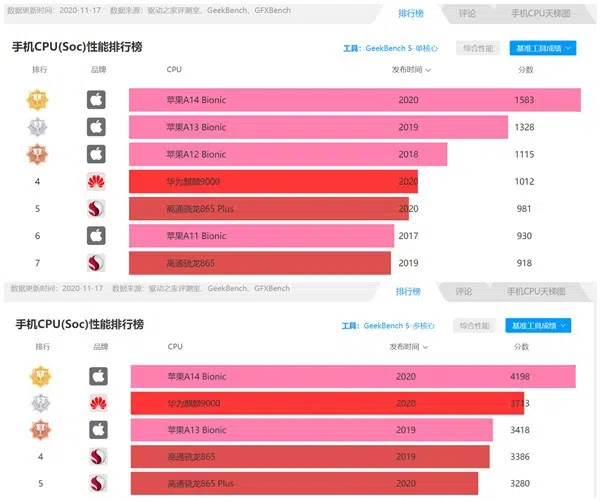 数据更新时间:2020-11-17 数据来源:驱动之家评测室、GeekBench、GFXBench 排行榜 评论 手机CPU天梯图
手机CPU(Soc)性能排行榜 工具: GeekBench 5-单核心 综合性能 基准工具成绩
排行 品牌 CPU 发布时间 分数
苹果A14 Bionic 2020 1583
苹果A13 Bionic 2019 1328
苹果A12 Bionic 2018 1115
4 华为麒麟9000 2020 1012
5 高通骁龙865 Plus 2020 981
6 苹果A11 Bionic 2017 930
7 高通骁龙865 2019 918
数据更新时间:2020-11-17 数据来源:驱动之家评测室、GeekBench、GFXBench 排行榜 评论 手机CPU天梯图
手机CPU(Soc)性能排行榜 工具: GeekBench 5-多核心 综合性能 基准工具成绩
排行 品牌 CPU 发布时间 分数
苹果A14 Bionic 2020 4198
华为麒麟9000 2020 3713
苹果A13 Bionic 2019 3418
4 高通骁龙865 2019 3386
5 高通骁龙865 Plus 2020 3280